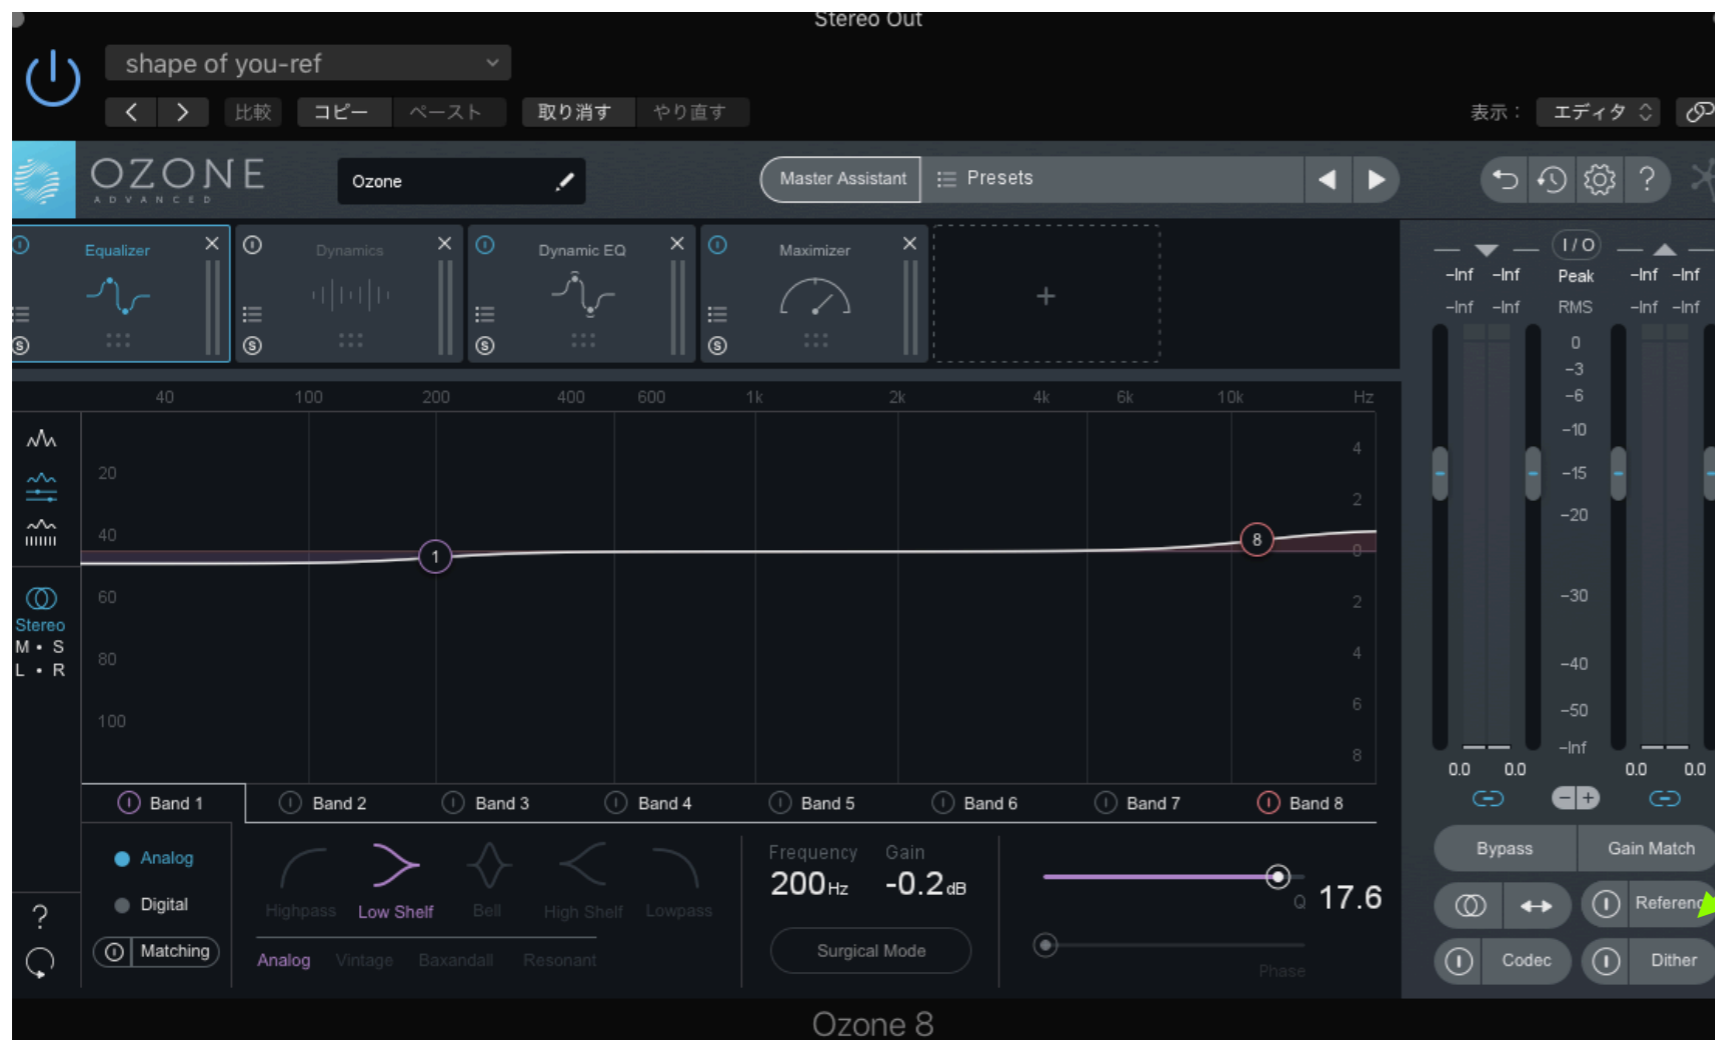 Stereo Out
shape of you-ref
比較 コピー ペースト 取り消す やり直す 表示： エディタ
OZONE
ADVANCED
Ozone
Master Assistant Presets ?
Equalizer Dynamics Dynamic EQ Maximizer
S S S S
+
I/O
-Inf -Inf Peak -Inf -Inf
-Inf -Inf RMS -Inf -Inf
0
-3
-6
-10
-15
-20
-30
-40
-50
-Inf
0.0 0.0 0.0 0.0
40 100 200 400 600 1k 2k 4k 6k 10k Hz
20
40
60
80
100
4
2
0
2
4
6
8
1
8
Stereo
M • S
L • R
Band 1 Band 2 Band 3 Band 4 Band 5 Band 6 Band 7 Band 8
Analog
Digital
Matching
?
Highpass Low Shelf Bell High Shelf Lowpass
Analog Vintage Baxandall Resonant
Frequency Gain
200Hz -0.2dB
Surgical Mode
Q 17.6
Phase
Bypass Gain Match
Referenc
Codec Dither
Ozone 8